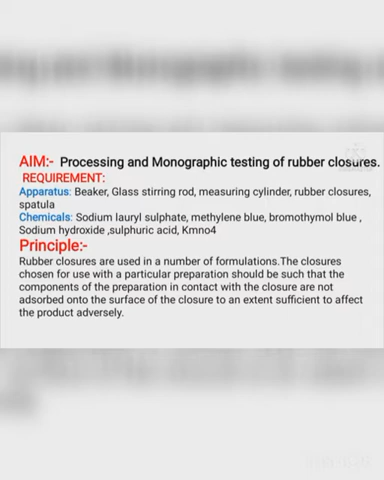 AIM:- Processing and Monographic testing of rubber closures.
REQUIREMENT:
Apparatus: Beaker, Glass stirring rod, measuring cylinder, rubber closures,
spatula
Chemicals: Sodium lauryl sulphate, methylene blue, bromothymol blue ,
Sodium hydroxide ,sulphuric acid, Kmno4
Principle:-
Rubber closures are used in a number of formulations.The closures
chosen for use with a particular preparation should be such that the
components of the preparation in contact with the closure are not
adsorbed onto the surface of the closure to an extent sufficient to affect
the product adversely.